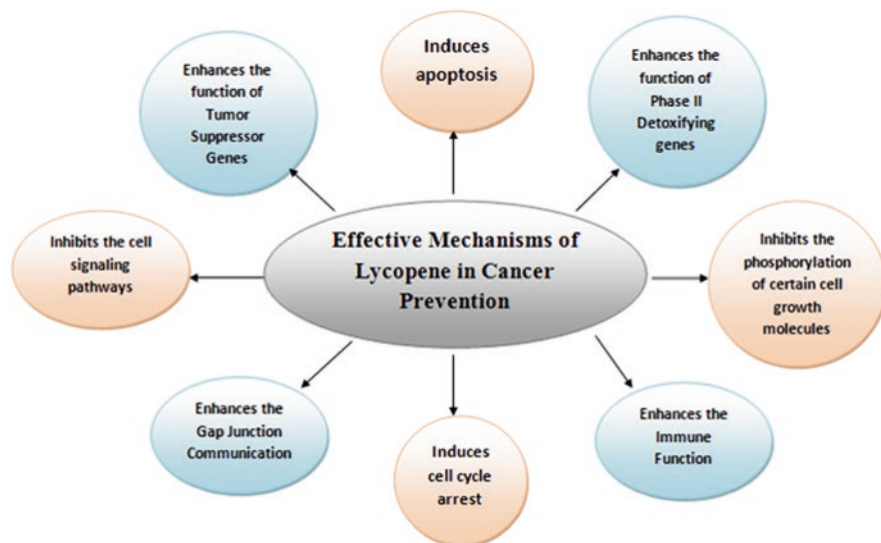 Enhances the
function of
Tumor
Suppressor
Genes
Induces
apoptosis
Enhances the
function of
Phase II
Detoxifying
genes
Inhibits the cell
signaling
pathways
Effective Mechanisms of
Lycopene in Cancer
Prevention
Inhibits the
phosphorylation
of certain cell
growth
molecules
Enhances the
Gap Junction
Communication
Induces
cell cycle
arrest
Enhances the
Immune
Function